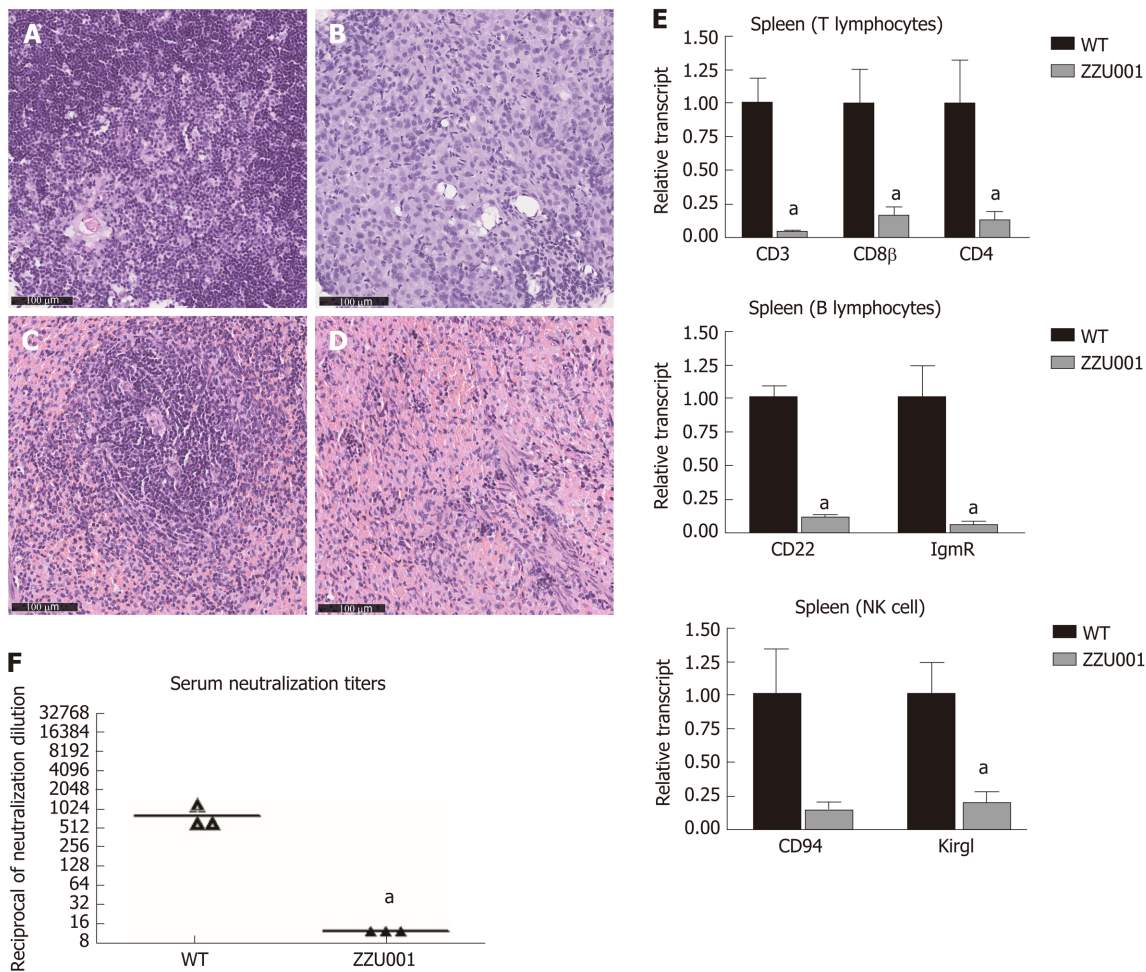 A
B
100 μm
100 μm
C
D
100 μm
100 μm
E
Spleen (T lymphocytes)
WT
ZZU001
Relative transcript
1.50
1.25
1.00
0.75
0.50
0.25
0.00
a
a
a
CD3
CD8β
CD4
Spleen (B lymphocytes)
WT
ZZU001
Relative transcript
1.50
1.25
1.00
0.75
0.50
0.25
0.00
a
a
CD22
IgmR
Spleen (NK cell)
WT
ZZU001
Relative transcript
1.50
1.25
1.00
0.75
0.50
0.25
0.00
a
CD94
Kirgl
F
Serum neutralization titers
Reciprocal of neutralization dilution
32768
16384
8192
4096
2048
1024
512
256
128
64
32
16
8
a
WT
ZZU001